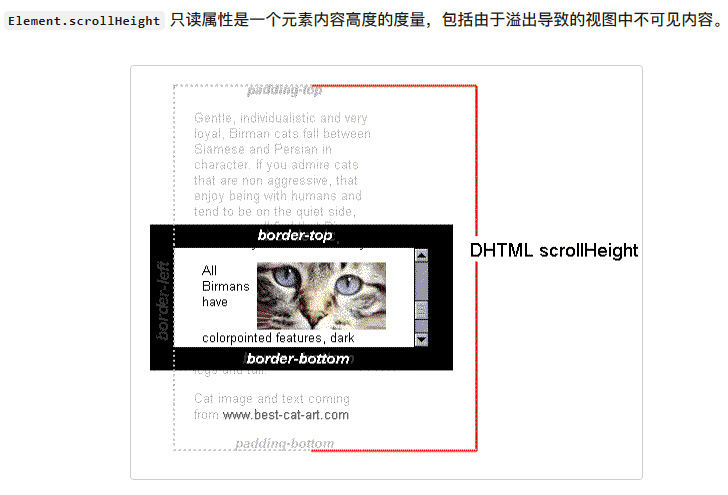 Element.scrollHeight 只读属性是一个元素内容高度的度量，包括由于溢出导致的视图中不可见内容。
padding-top
Gentle, individualistic and very
loyal, Birman cats fall between
Siamese and Persian in
character. If you admire cats
that are non aggressive, that
enjoy being with humans and
tend to be on the quiet side,
border-top
DHTML scrollHeight
border-left
All
Birmans
have
colorpointed features, dark
border-bottom
Cat image and text coming
from www.best-cat-art.com
padding-bottom